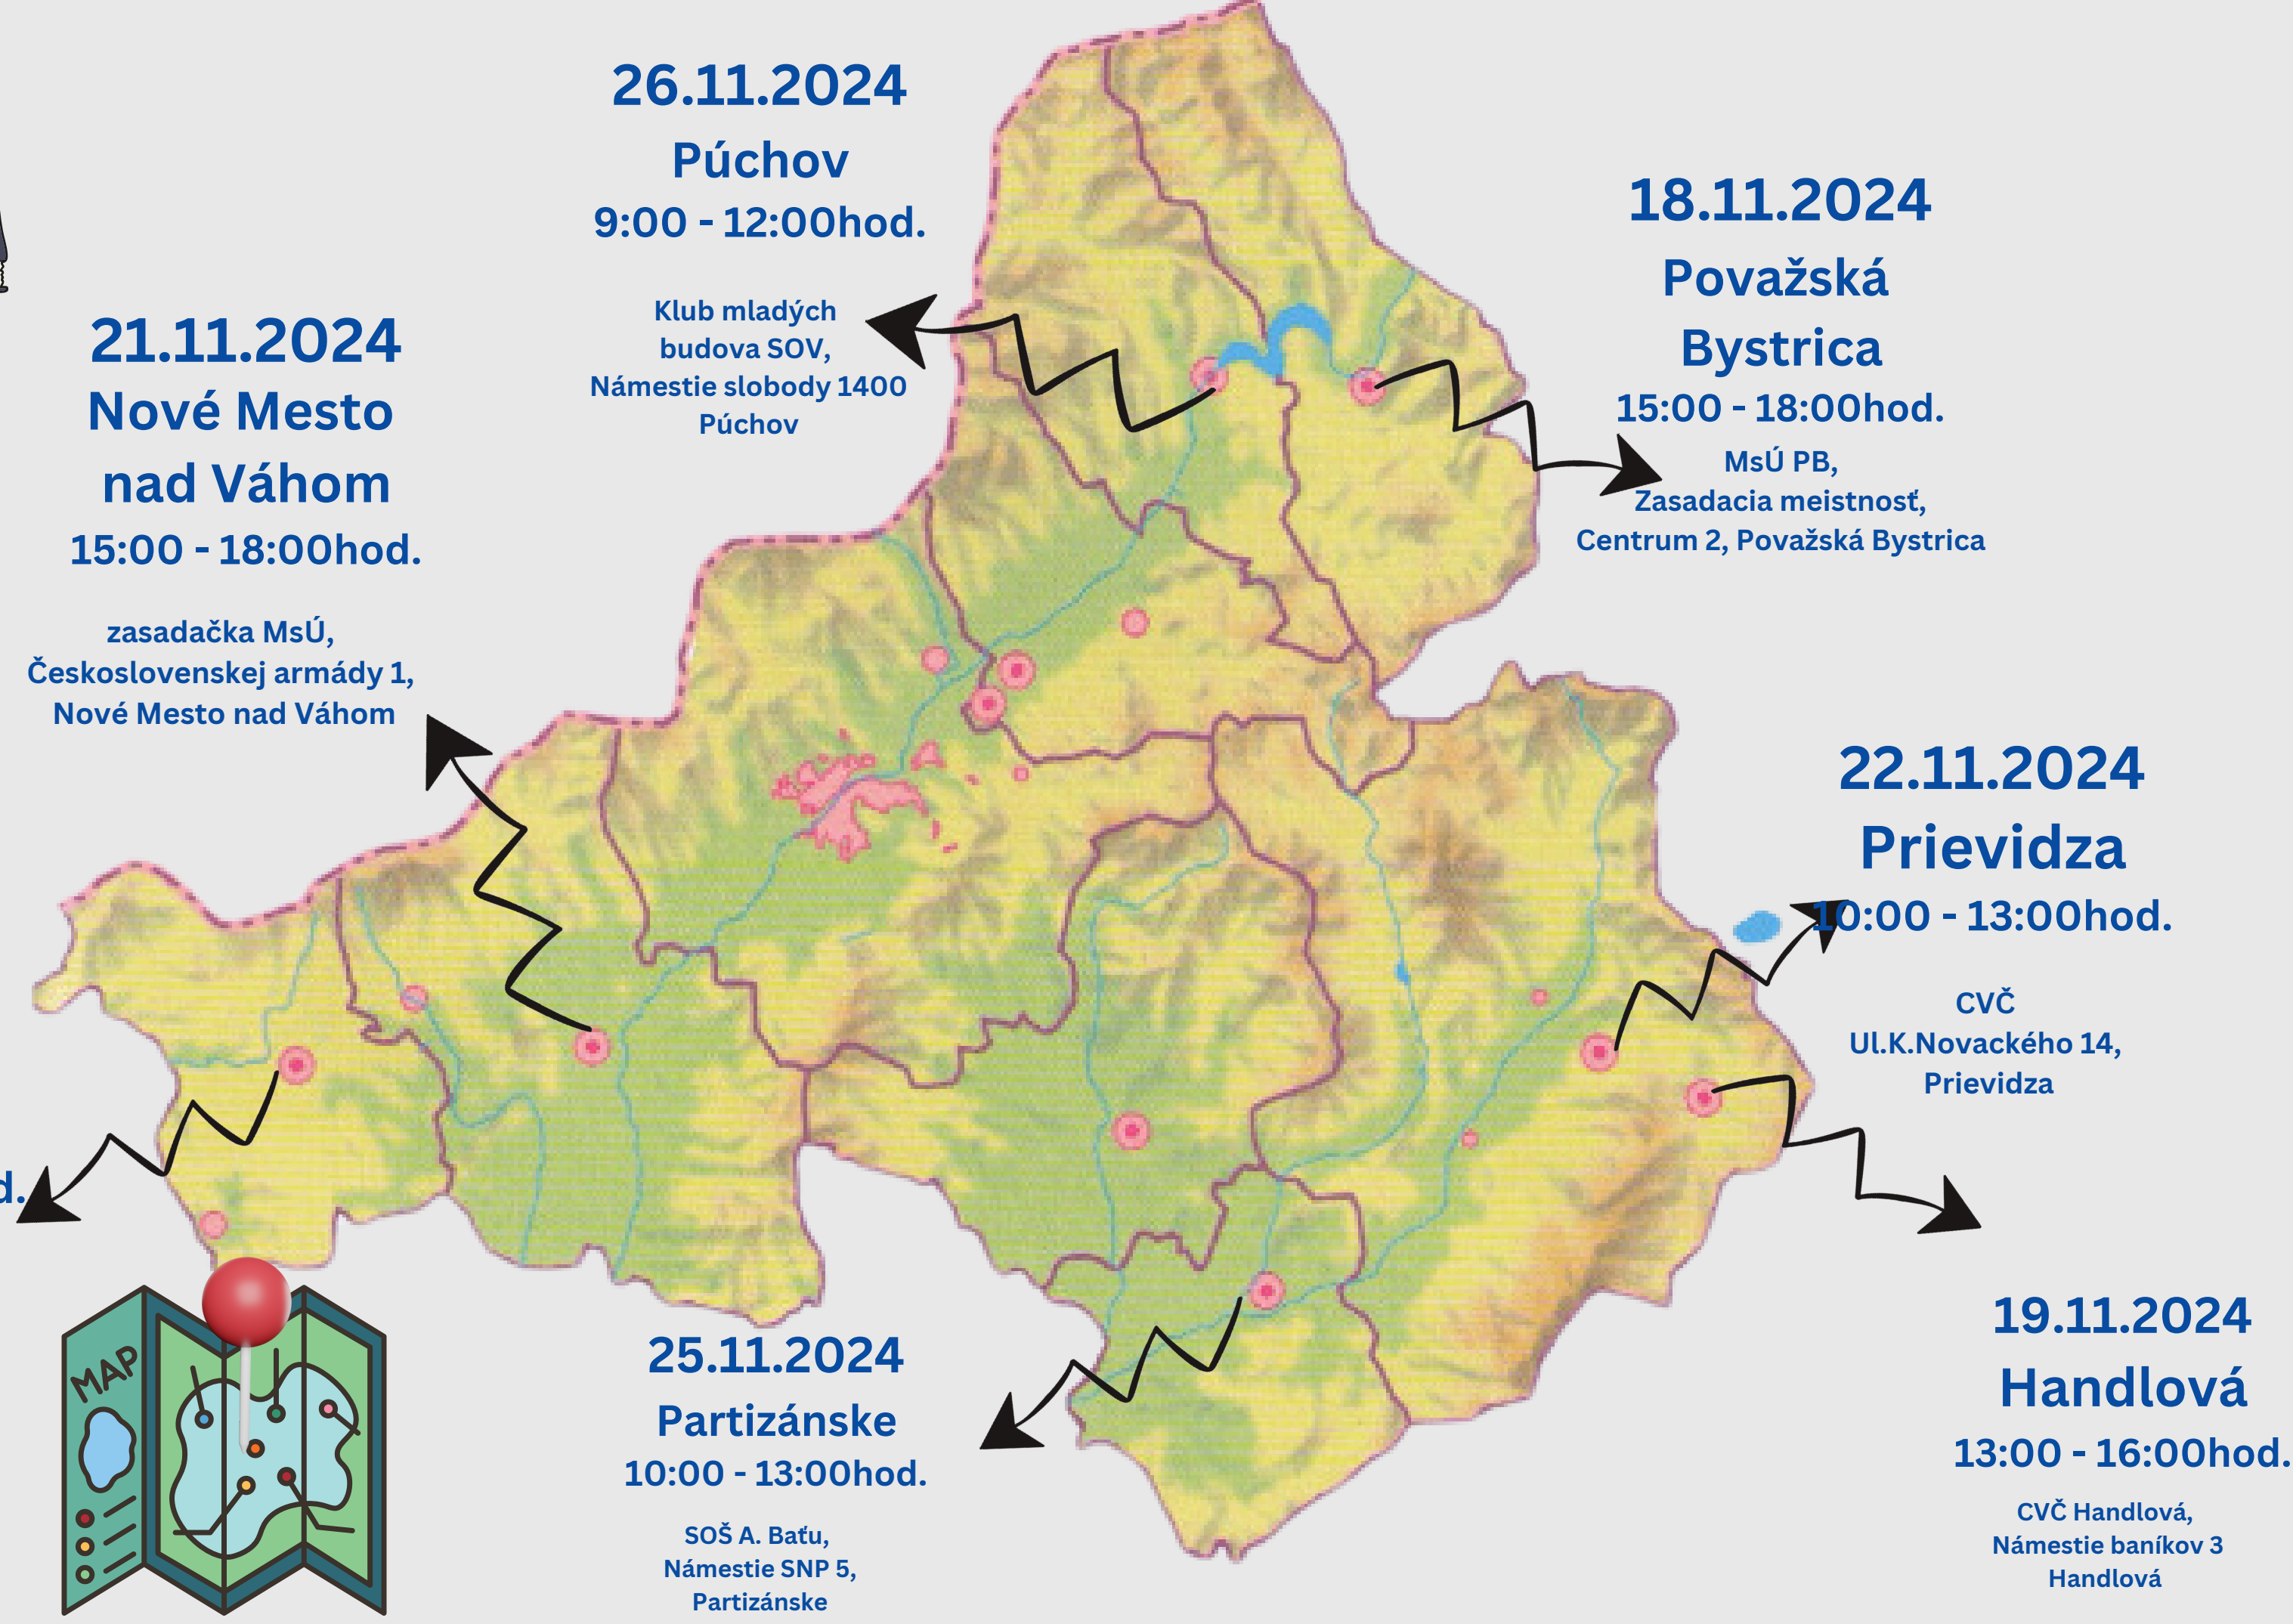 26.11.2024
Púchov
9:00 - 12:00hod.
Klub mladých
budova SOV,
Námestie slobody 1400
Púchov
18.11.2024
Považská
Bystrica
15:00 - 18:00hod.
MsÚ PB,
Zasadacia meistnosť,
Centrum 2, Považská Bystrica
21.11.2024
Nové Mesto
nad Váhom
15:00 - 18:00hod.
zasadačka MsÚ,
Československej armády 1,
Nové Mesto nad Váhom
22.11.2024
Prievidza
10:00 - 13:00hod.
CVČ
Ul.K.Novackého 14,
Prievidza
d.
MAP
25.11.2024
Partizánske
10:00 - 13:00hod.
SOŠ A. Baťu,
Námestie SNP 5,
Partizánske
19.11.2024
Handlová
13:00 - 16:00hod.
CVČ Handlová,
Námestie baníkov 3
Handlová